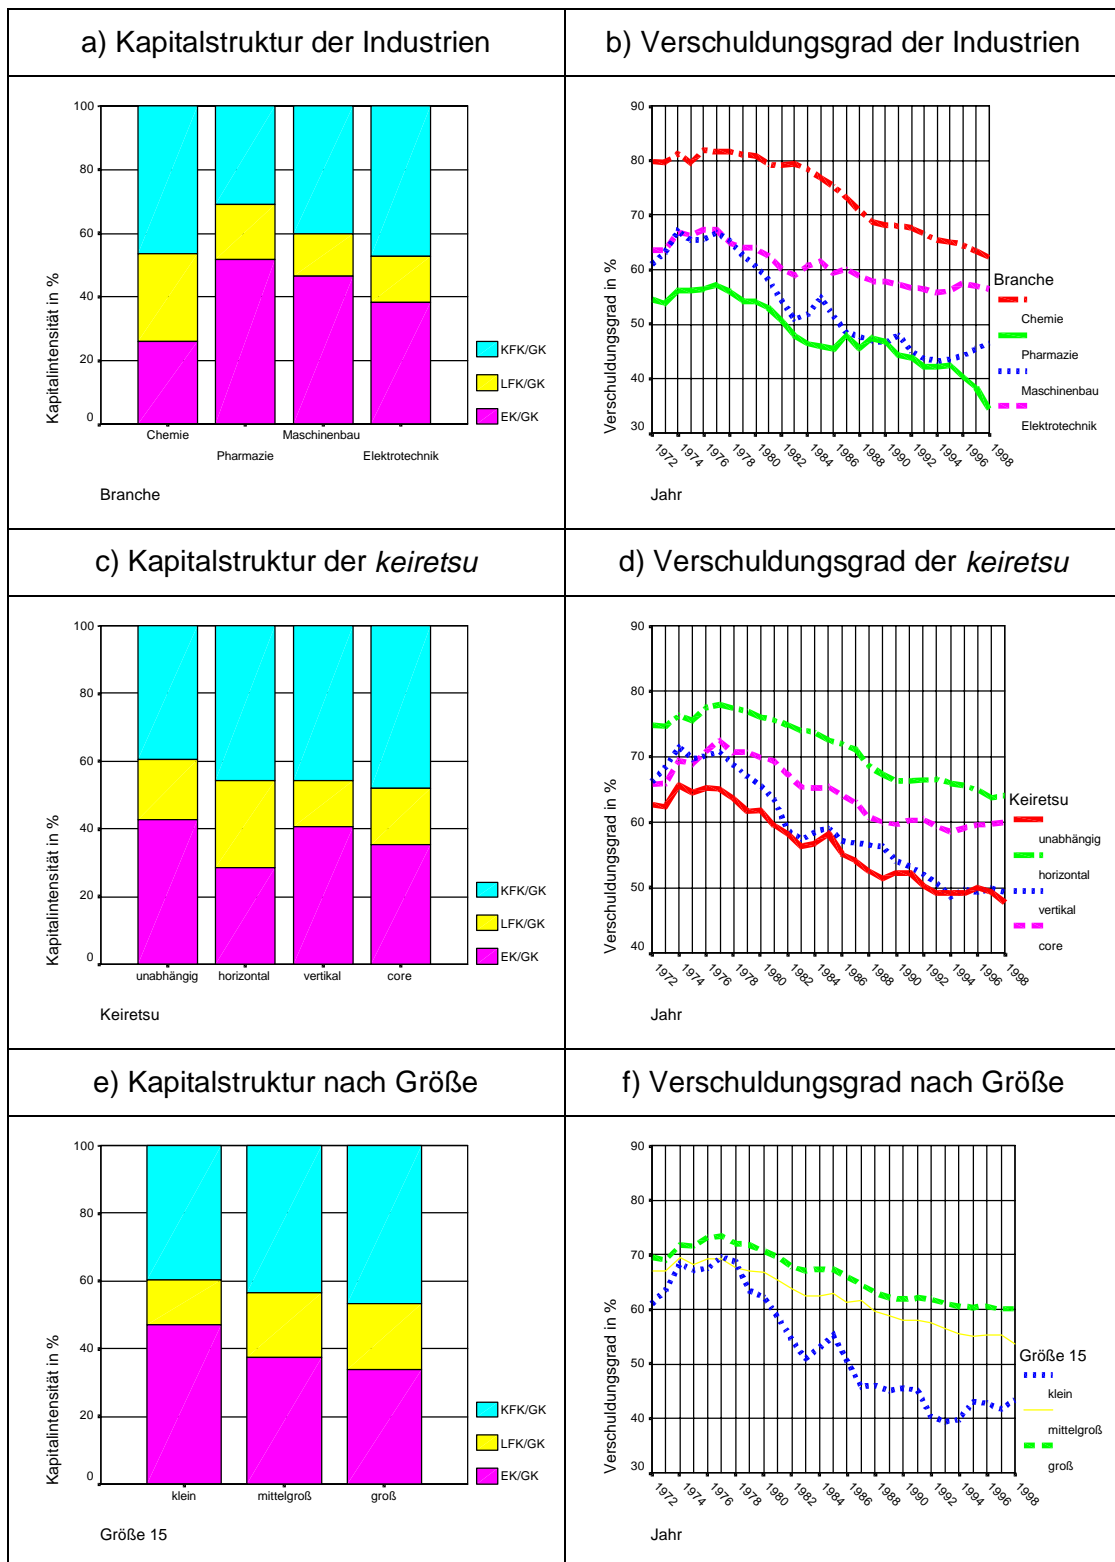 a) Kapitalstruktur der Industrien
b) Verschuldungsgrad der Industrien
Kapitalintensität in %
100
80
60
40
20
0
Chemie
Pharmazie
Maschinenbau
Elektrotechnik
Branche
KFK/GK
LFK/GK
EK/GK
Verschuldungsgrad in %
90
80
70
60
50
40
30
1972
1974
1976
1978
1980
1982
1984
1986
1988
1990
1992
1994
1996
1998
Jahr
Branche
Chemie
Pharmazie
Maschinenbau
Elektrotechnik
c) Kapitalstruktur der keiretsu
d) Verschuldungsgrad der keiretsu
Kapitalintensität in %
100
80
60
40
20
0
unabhängig
horizontal
vertikal
core
Keiretsu
KFK/GK
LFK/GK
EK/GK
Verschuldungsgrad in %
90
80
70
60
50
40
1972
1974
1976
1978
1980
1982
1984
1986
1988
1990
1992
1994
1996
1998
Jahr
Keiretsu
unabhängig
horizontal
vertikal
core
e) Kapitalstruktur nach Größe
f) Verschuldungsgrad nach Größe
Kapitalintensität in %
100
80
60
40
20
0
klein
mittelgroß
groß
Größe 15
KFK/GK
LFK/GK
EK/GK
Verschuldungsgrad in %
90
80
70
60
50
40
30
1972
1974
1976
1978
1980
1982
1984
1986
1988
1990
1992
1994
1996
1998
Jahr
Größe 15
klein
mittelgroß
groß